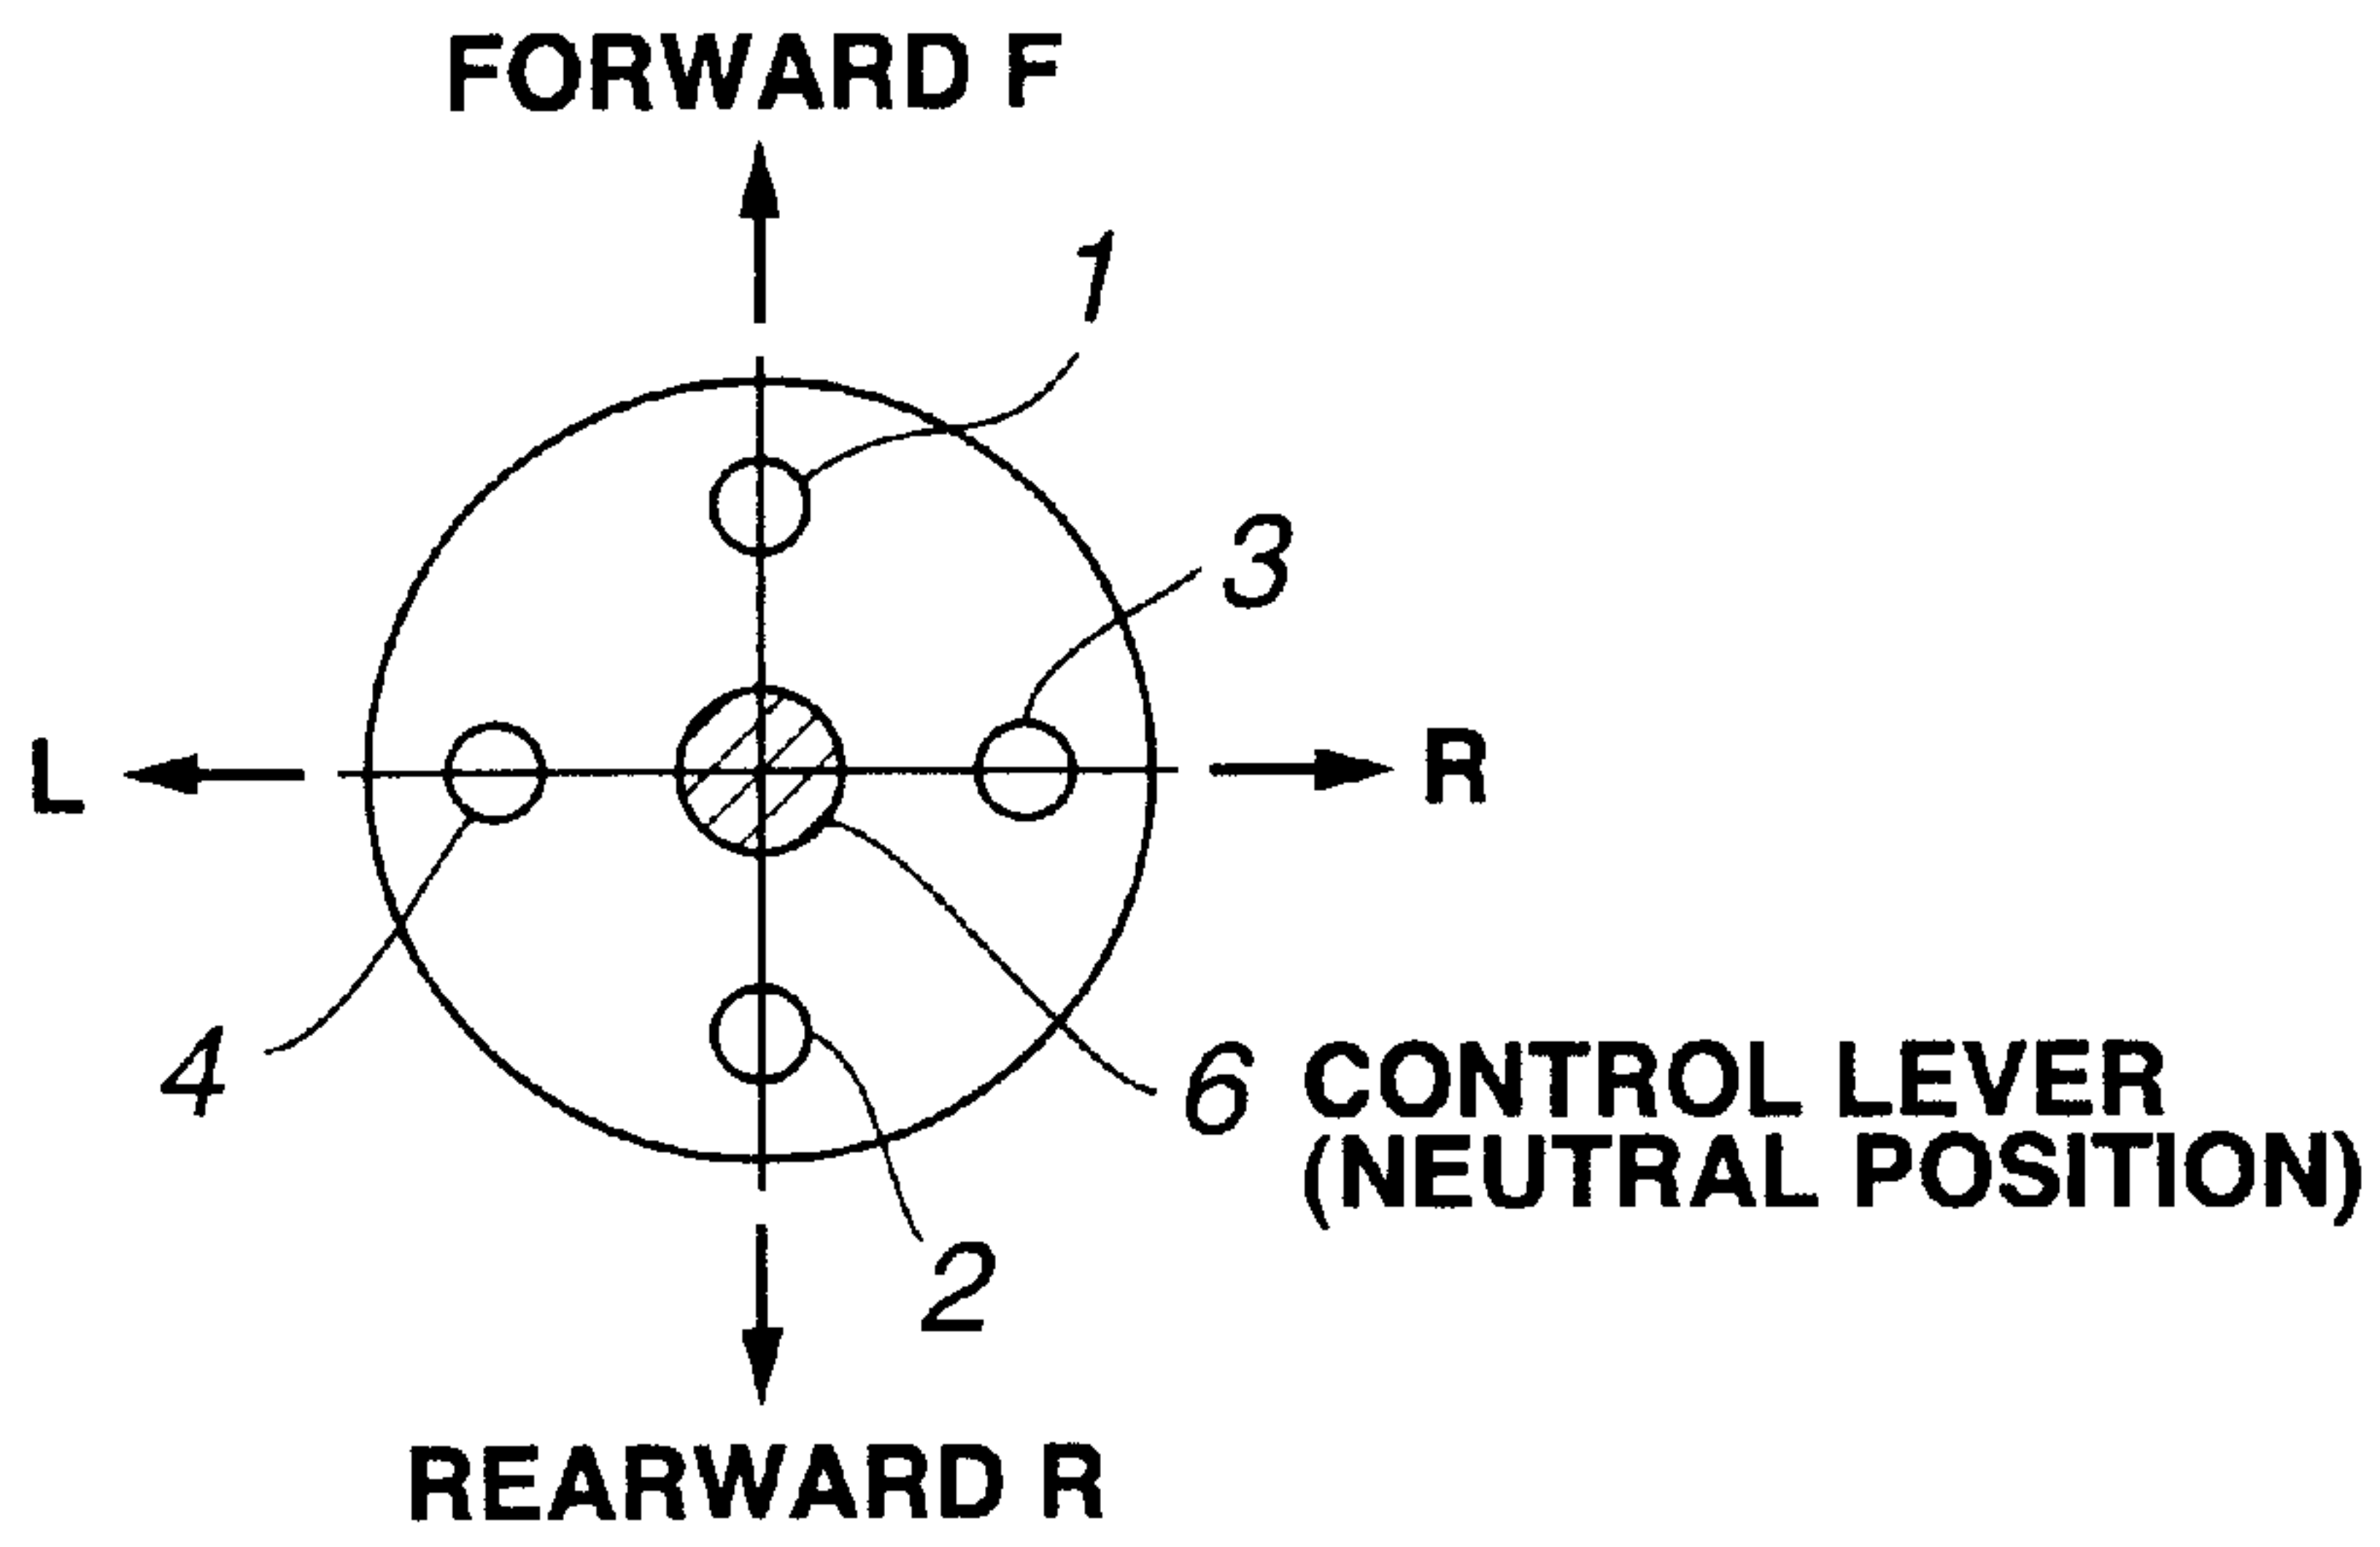 FORWARD F
1
3
L
R
4
6 CONTROL LEVER
(NEUTRAL POSITION)
2
REARWARD R